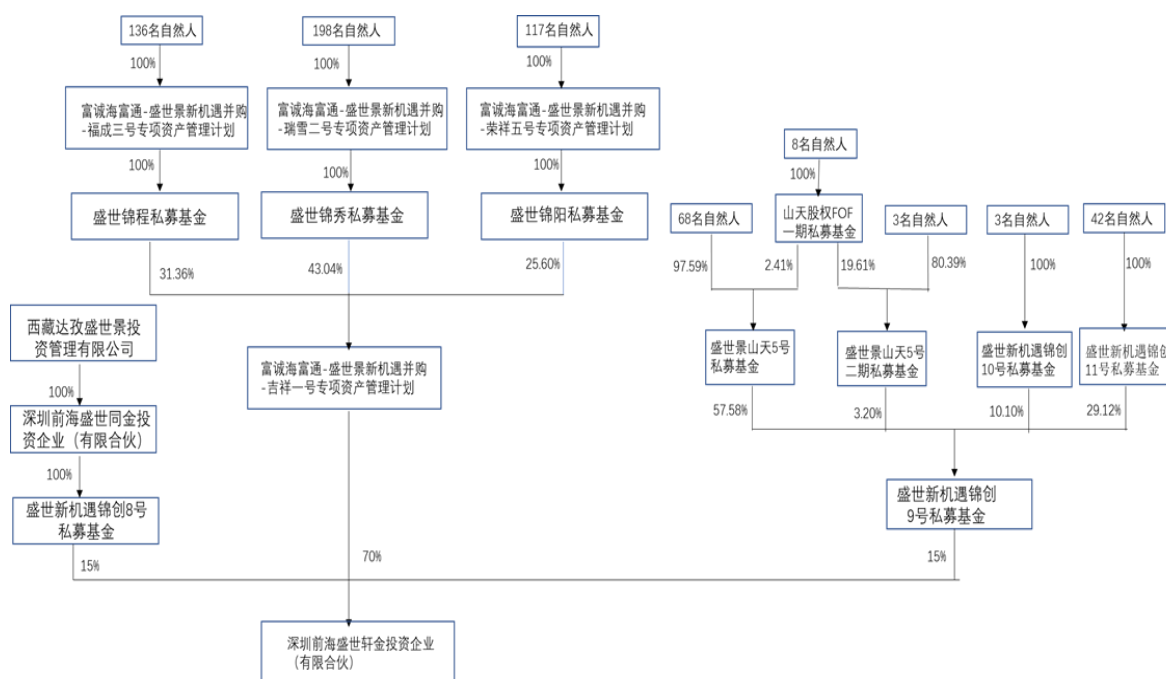 136名自然人
198名自然人
117名自然人
100%
100%
100%
富诚海富通-盛世景新机遇并购
-福成三号专项资产管理计划
富诚海富通-盛世景新机遇并购
-瑞雪二号专项资产管理计划
富诚海富通-盛世景新机遇并购
-荣祥五号专项资产管理计划
8名自然人
100%
100%
100%
100%
盛世锦程私募基金
盛世锦秀私募基金
盛世锦阳私募基金
68名自然人
山天股权FOF
一期私募基金
3名自然人
3名自然人
42名自然人
31.36%
43.04%
25.60%
97.59%
2.41%
19.61%
80.39%
100%
100%
西藏达孜盛世景投
资管理有限公司
富诚海富通-盛世景新机遇并购
-吉祥一号专项资产管理计划
盛世景山天5号
私募基金
盛世景山天5号
二期私募基金
盛世新机遇锦创
10号私募基金
盛世新机遇锦创
11号私募基金
100%
深圳前海盛世同金投
资企业（有限合伙）
57.58%
3.20%
10.10%
29.12%
100%
盛世新机遇锦创8号
私募基金
盛世新机遇锦创
9号私募基金
15%
70%
15%
深圳前海盛世轩金投资企业
（有限合伙）